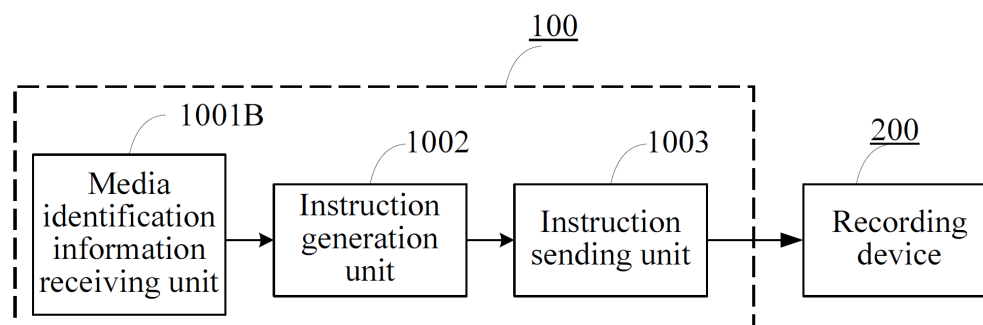 100
1001B
1002
1003
200
Media
identification
information
receiving unit
Instruction
generation
unit
Instruction
sending unit
Recording
device